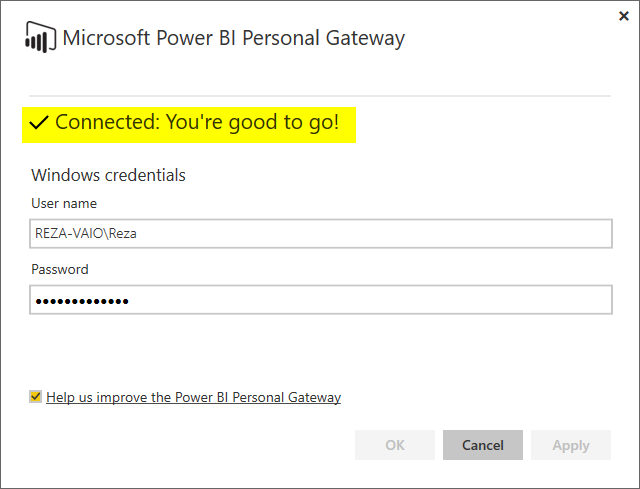 Microsoft Power BI Personal Gateway
Connected: You're good to go!
Windows credentials
User name
REZA-VAIO\Reza
Password
•••••••••••••
Help us improve the Power BI Personal Gateway
OK Cancel Apply